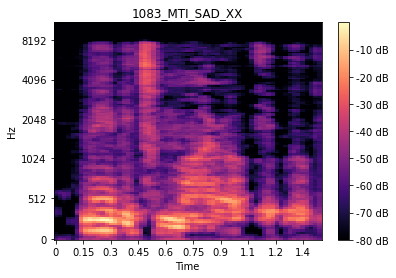 1083_MTI_SAD_XX
8192
4096
2048
1024
512
0
Hz
0 0.15 0.3 0.45 0.6 0.75 0.9 1.1 1.2 1.4
Time
-10 dB
-20 dB
-30 dB
-40 dB
-50 dB
-60 dB
-70 dB
-80 dB